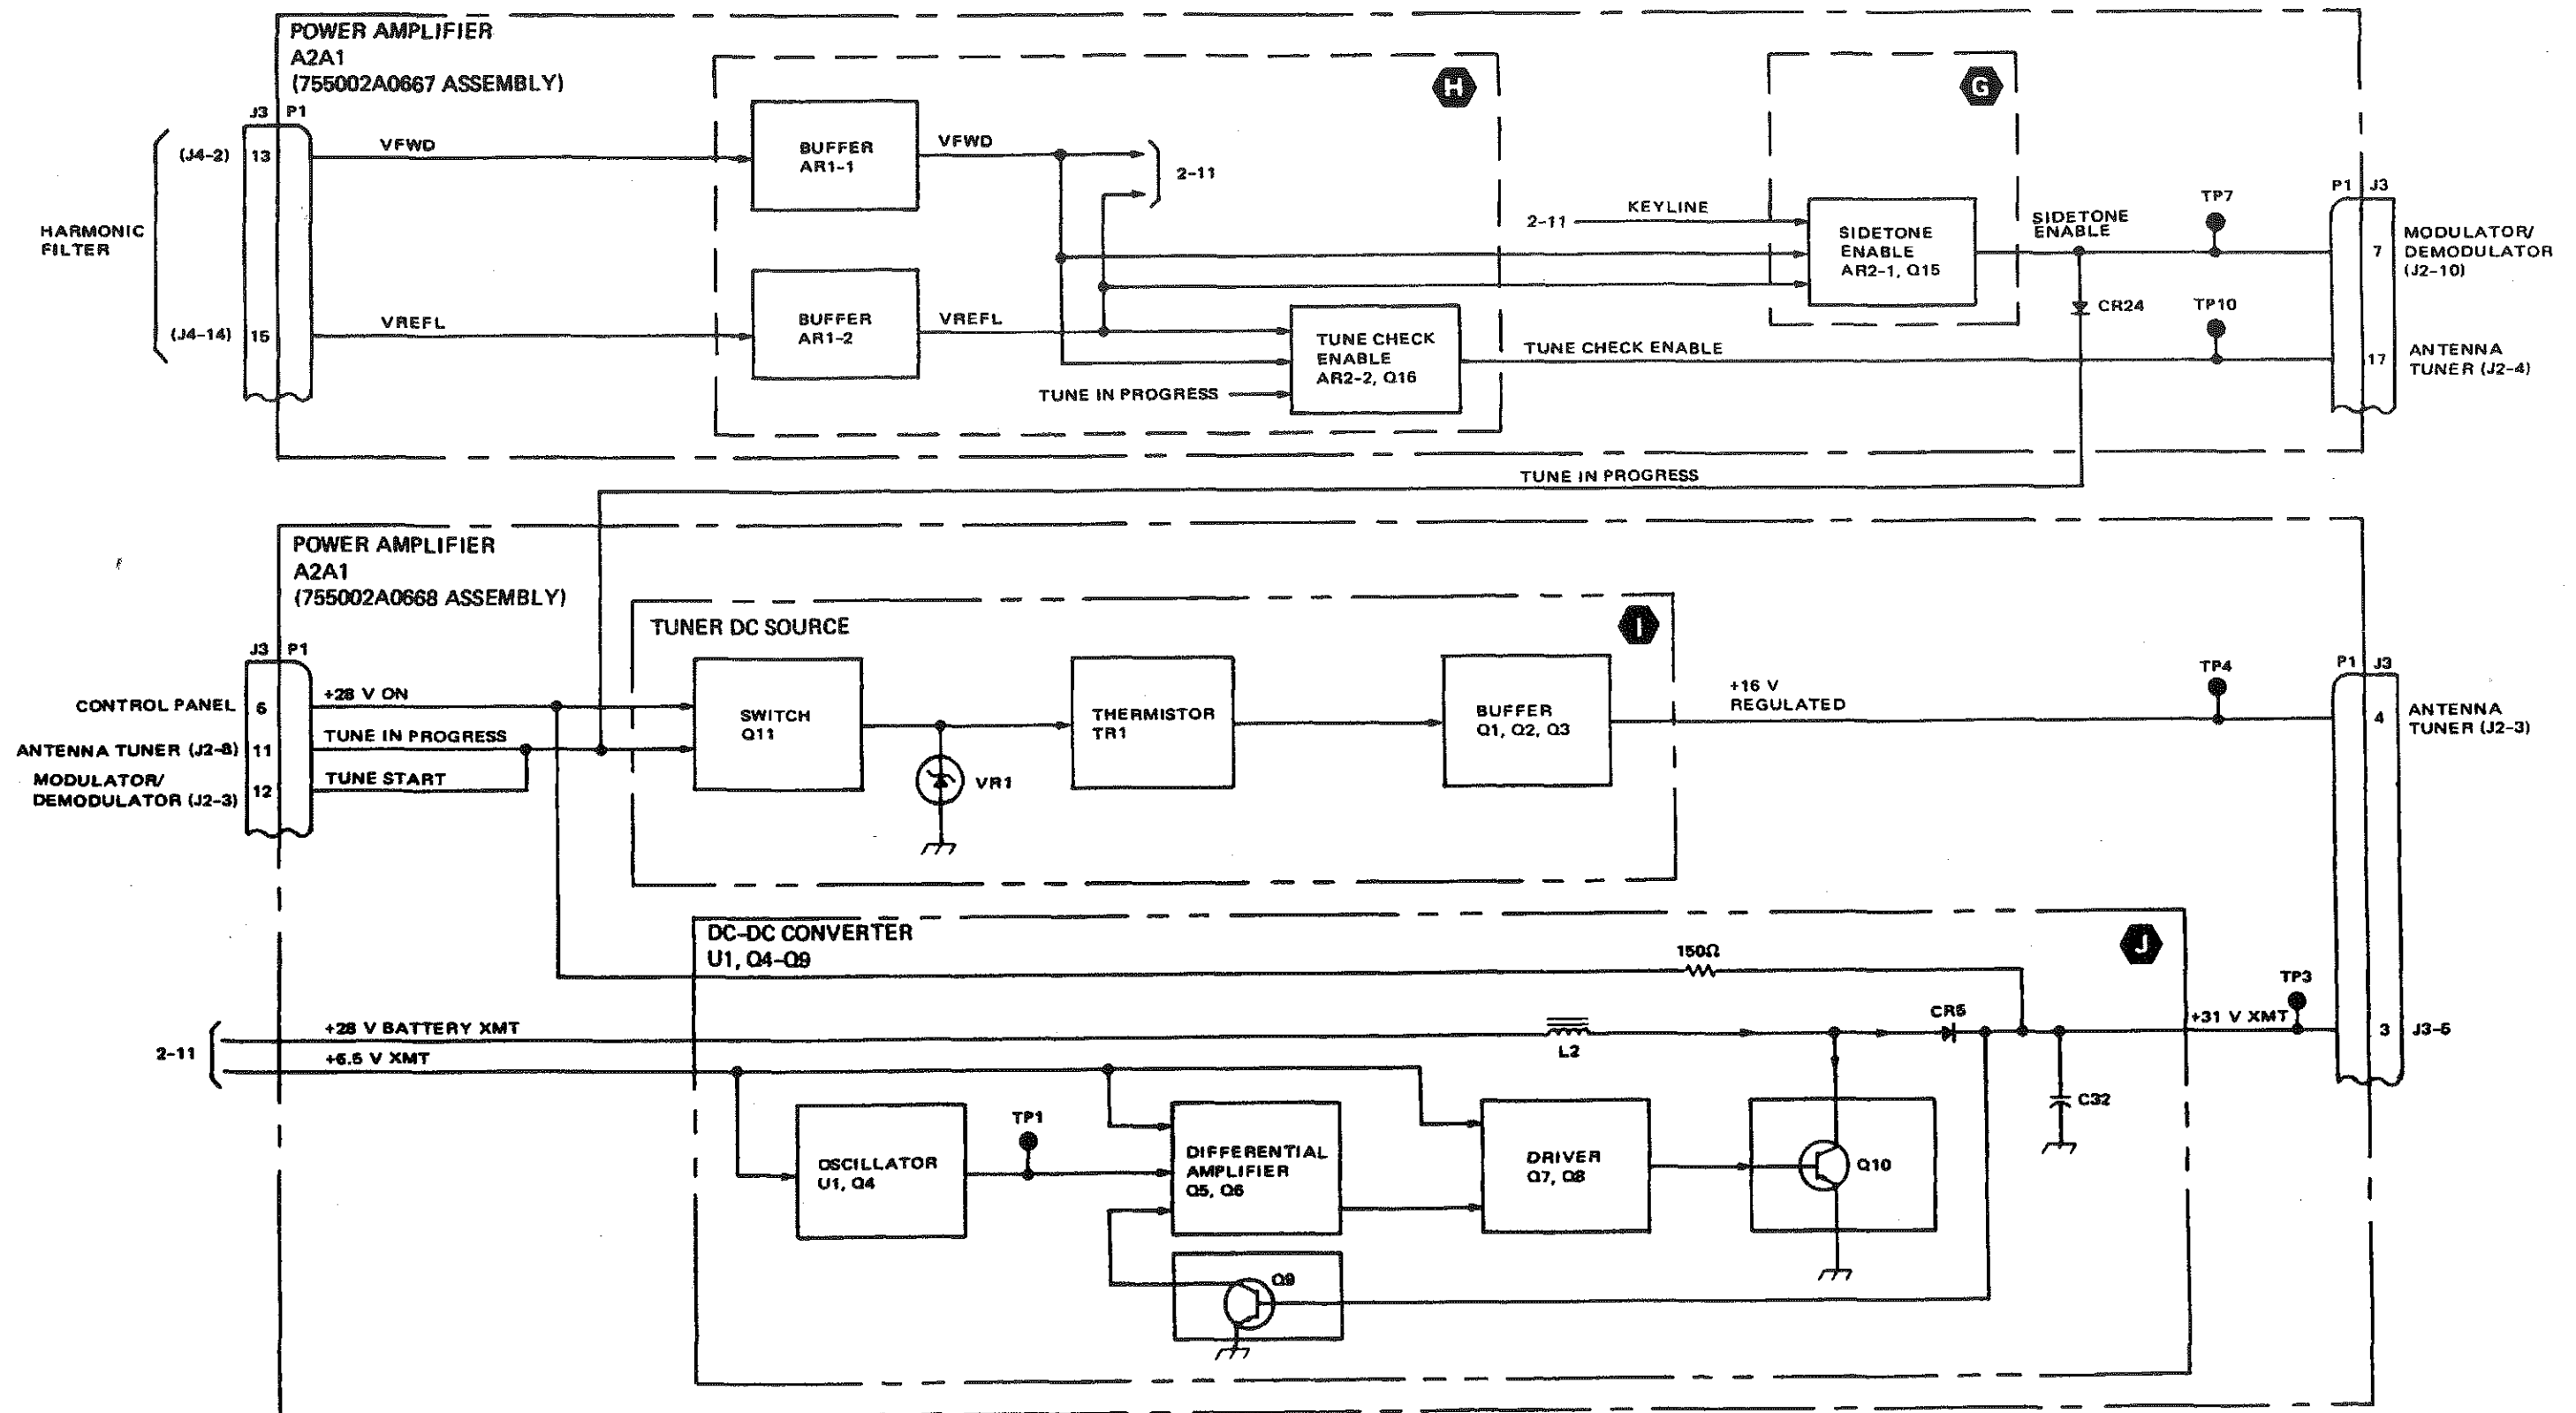 POWER AMPLIFIER
A2A1
(755002A0667 ASSEMBLY)
H
G
J3 P1
HARMONIC
FILTER
(J4-2) 13
VFWD
BUFFER
AR1-1
VFWD
2-11
(J4-14) 15
VREFL
BUFFER
AR1-2
VREFL
TUNE CHECK
ENABLE
AR2-2, Q16
TUNE IN PROGRESS
2-11
KEYLINE
SIDETONE
ENABLE
AR2-1, Q15
SIDETONE
ENABLE
TP7
P1 J3
7
MODULATOR/
DEMODULATOR
(J2-10)
CR24
TP10
TUNE CHECK ENABLE
17
ANTENNA
TUNER (J2-4)
TUNE IN PROGRESS
POWER AMPLIFIER
A2A1
(755002A0668 ASSEMBLY)
TUNER DC SOURCE
I
J3 P1
CONTROL PANEL 6
+28 V ON
ANTENNA TUNER (J2-8) 11
TUNE IN PROGRESS
MODULATOR/
DEMODULATOR (J2-3) 12
TUNE START
SWITCH
Q11
VR1
THERMISTOR
TR1
BUFFER
Q1, Q2, Q3
+16 V
REGULATED
TP4
P1 J3
4
ANTENNA
TUNER (J2-3)
DC-DC CONVERTER
U1, Q4-Q9
J
150Ω
2-11
+28 V BATTERY XMT
+6.5 V XMT
L2
CR5
+31 V XMT
TP3
3 J3-5
C32
OSCILLATOR
U1, Q4
TP1
DIFFERENTIAL
AMPLIFIER
Q5, Q6
DRIVER
Q7, Q8
Q10
Q9